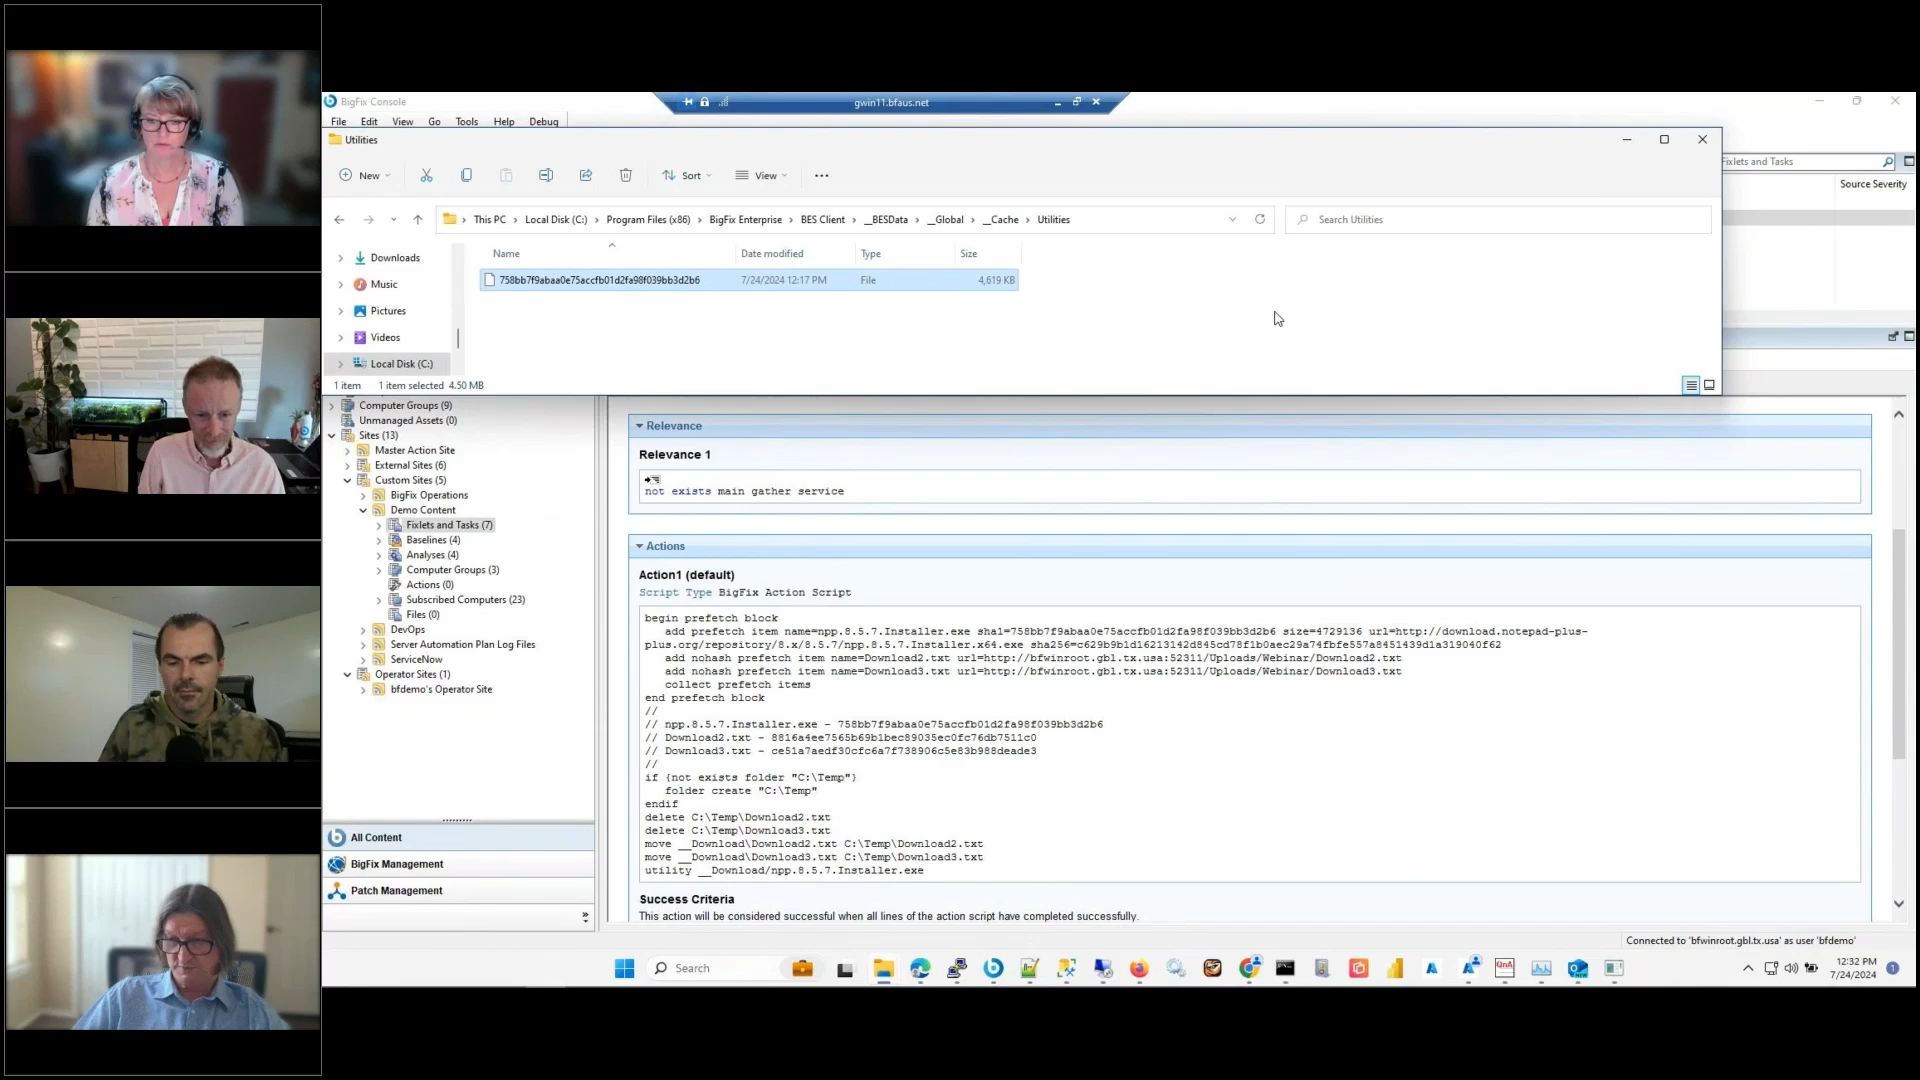 BigFix Console
gwin11.bfaus.net
File Edit View Go Tools Help Debug
Utilities
New Sort View
Fixlets and Tasks
Source Severity
This PC > Local Disk (C:) > Program Files (x86) > BigFix Enterprise > BES Client > __BESData > __Global > __Cache > Utilities
Search Utilities
Name Date modified Type Size
758bb7f9abaa0e75accfb01d2fa98f039bb3d2b6 7/24/2024 12:17 PM File 4,619 KB
Downloads
Music
Pictures
Videos
Local Disk (C:)
1 item 1 item selected 4.50 MB
Computer Groups (9)
Unmanaged Assets (0)
Sites (13)
Master Action Site
External Sites (6)
Custom Sites (5)
BigFix Operations
Demo Content
Fixlets and Tasks (7)
Baselines (4)
Analyses (4)
Computer Groups (3)
Actions (0)
Subscribed Computers (23)
Files (0)
DevOps
Server Automation Plan Log Files
ServiceNow
Operator Sites (1)
bfdemo's Operator Site
All Content
BigFix Management
Patch Management
Relevance
Relevance 1
not exists main gather service
Actions
Action1 (default)
Script Type BigFix Action Script
begin prefetch block
add prefetch item name=npp.8.5.7.Installer.exe sha1=758bb7f9abaa0e75accfb01d2fa98f039bb3d2b6 size=4729136 url=http://download.notepad-plus-
plus.org/repository/8.x/8.5.7/npp.8.5.7.Installer.x64.exe sha256=c629b9b1d16213142d845cd78f1b0aec29a74fbfe557a8451439d1a319040f62
add nohash prefetch item name=Download2.txt url=http://bfwinroot.gbl.tx.usa:52311/Uploads/Webinar/Download2.txt
add nohash prefetch item name=Download3.txt url=http://bfwinroot.gbl.tx.usa:52311/Uploads/Webinar/Download3.txt
collect prefetch items
end prefetch block
//
// npp.8.5.7.Installer.exe - 758bb7f9abaa0e75accfb01d2fa98f039bb3d2b6
// Download2.txt - 8816a4ee7565b69b1bec89035ec0fc76db7511c0
// Download3.txt - ce51a7aedf30cfc6a7f738906c5e83b988deade3
//
if {not exists folder "C:\Temp"}
folder create "C:\Temp"
endif
delete C:\Temp\Download2.txt
delete C:\Temp\Download3.txt
move __Download\Download2.txt C:\Temp\Download2.txt
move __Download\Download3.txt C:\Temp\Download3.txt
utility __Download/npp.8.5.7.Installer.exe
Success Criteria
This action will be considered successful when all lines of the action script have completed successfully.
Connected to 'bfwinroot.gbl.tx.usa' as user 'bfdemo'
Search
QnA
12:32 PM
7/24/2024
1